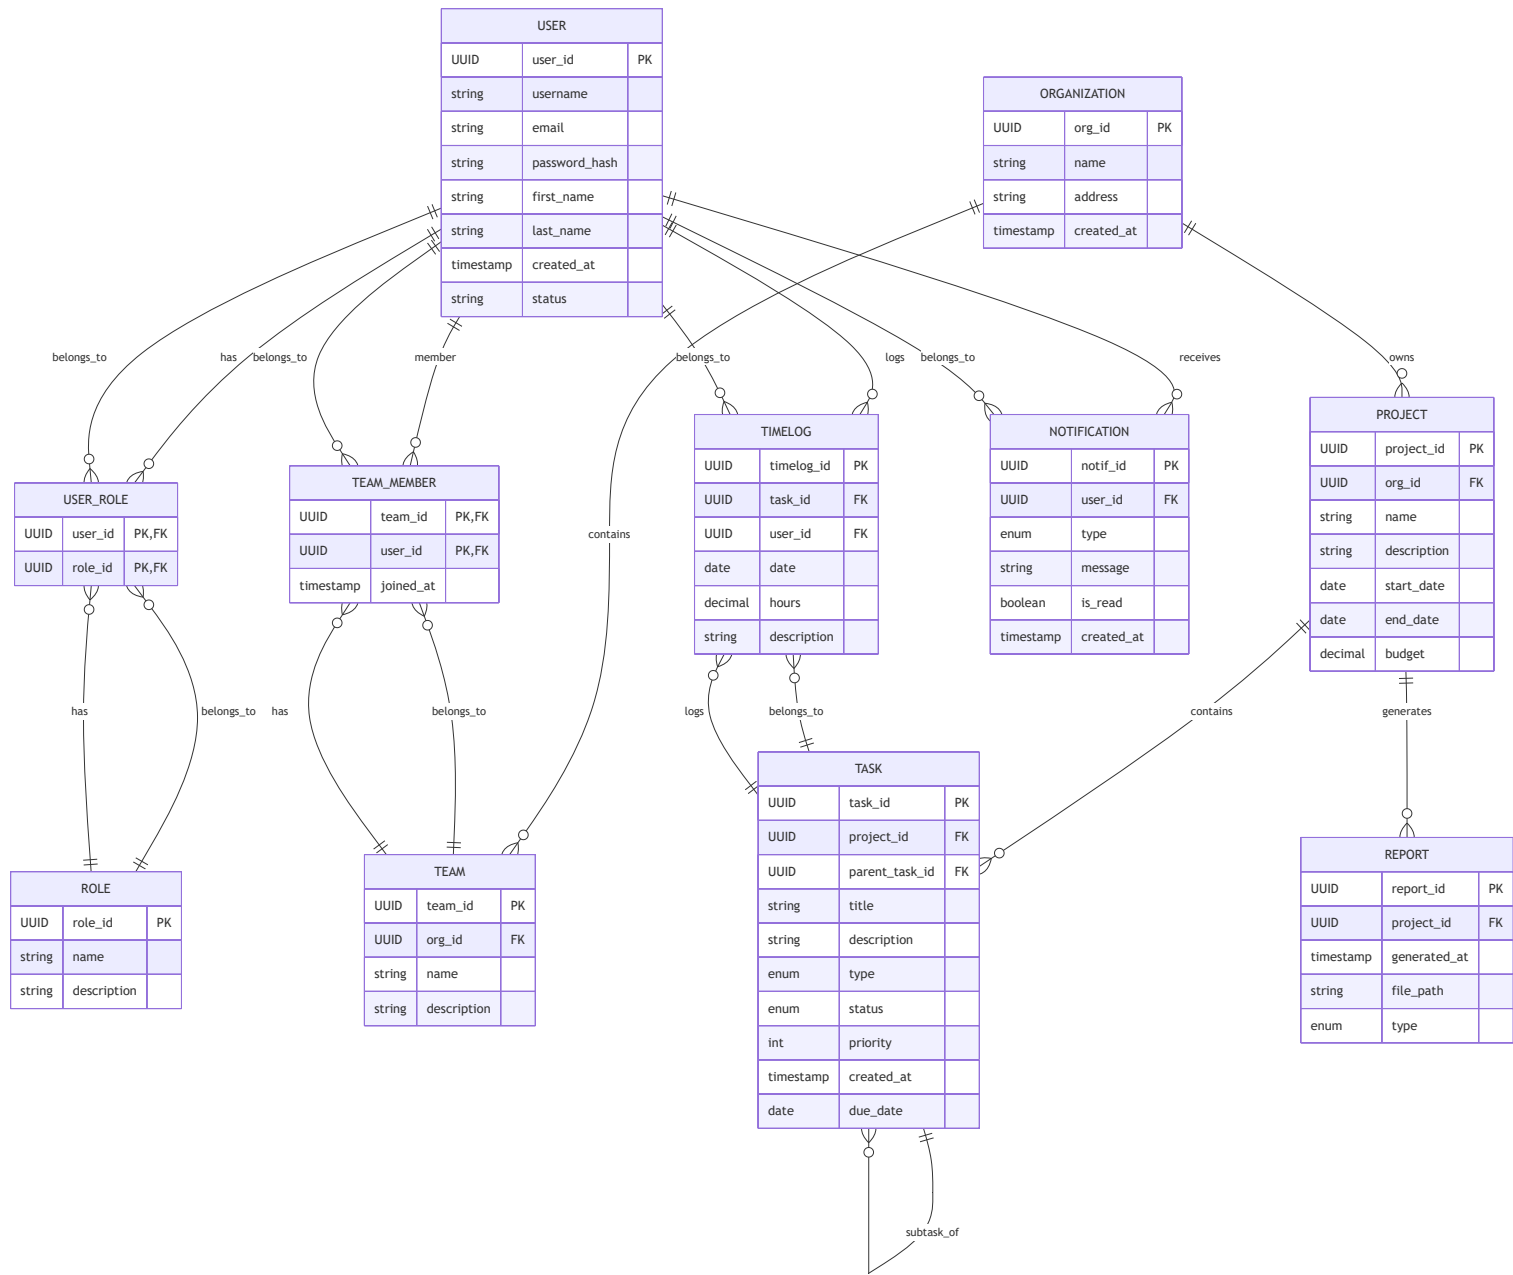 USER
UUID user_id PK
string username
string email
string password_hash
string first_name
string last_name
timestamp created_at
string status
ORGANIZATION
UUID org_id PK
string name
string address
timestamp created_at
belongs_to
has
belongs_to
member
belongs_to
logs
belongs_to
receives
owns
USER_ROLE
UUID user_id PK,FK
UUID role_id PK,FK
TEAM_MEMBER
UUID team_id PK,FK
UUID user_id PK,FK
timestamp joined_at
contains
TIMELOG
UUID timelog_id PK
UUID task_id FK
UUID user_id FK
date date
decimal hours
string description
NOTIFICATION
UUID notif_id PK
UUID user_id FK
enum type
string message
boolean is_read
timestamp created_at
PROJECT
UUID project_id PK
UUID org_id FK
string name
string description
date start_date
date end_date
decimal budget
has
belongs_to
has
belongs_to
logs
belongs_to
contains
generates
ROLE
UUID role_id PK
string name
string description
TEAM
UUID team_id PK
UUID org_id FK
string name
string description
TASK
UUID task_id PK
UUID project_id FK
UUID parent_task_id FK
string title
string description
enum type
enum status
int priority
timestamp created_at
date due_date
REPORT
UUID report_id PK
UUID project_id FK
timestamp generated_at
string file_path
enum type
subtask_of